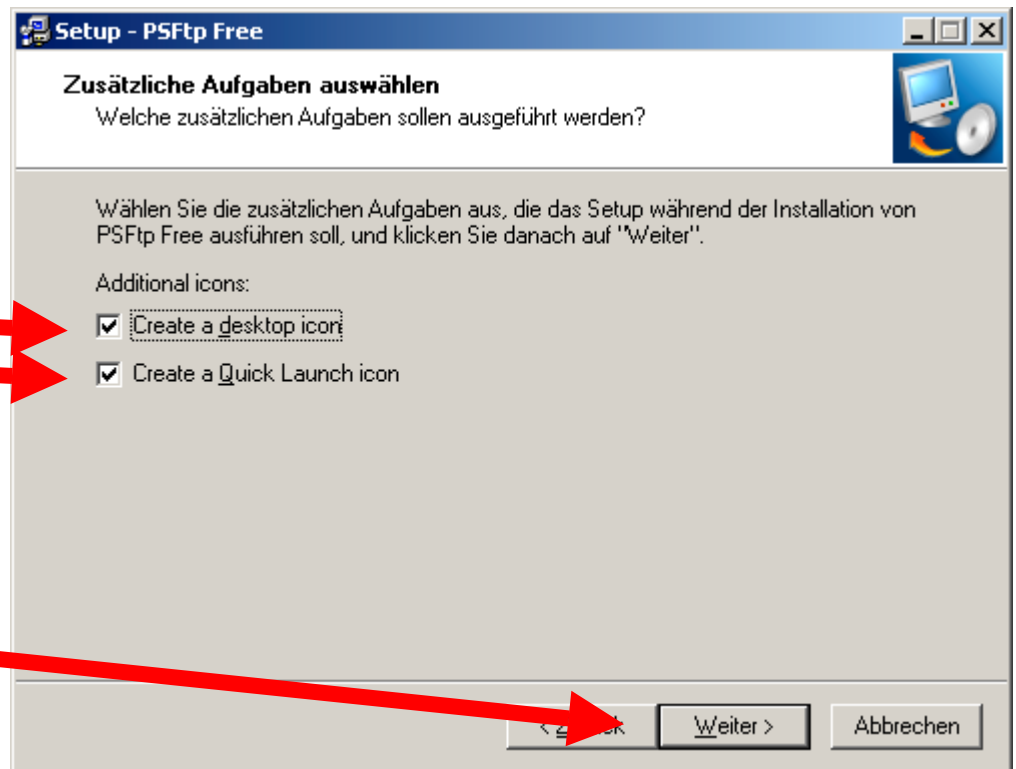 Setup - PSFtp Free
Zusätzliche Aufgaben auswählen
Welche zusätzlichen Aufgaben sollen ausgeführt werden?
Wählen Sie die zusätzlichen Aufgaben aus, die das Setup während der Installation von
PSFtp Free ausführen soll, und klicken Sie danach auf "Weiter".
Additional icons:
Create a desktop icon
Create a Quick Launch icon
Weiter > Abbrechen